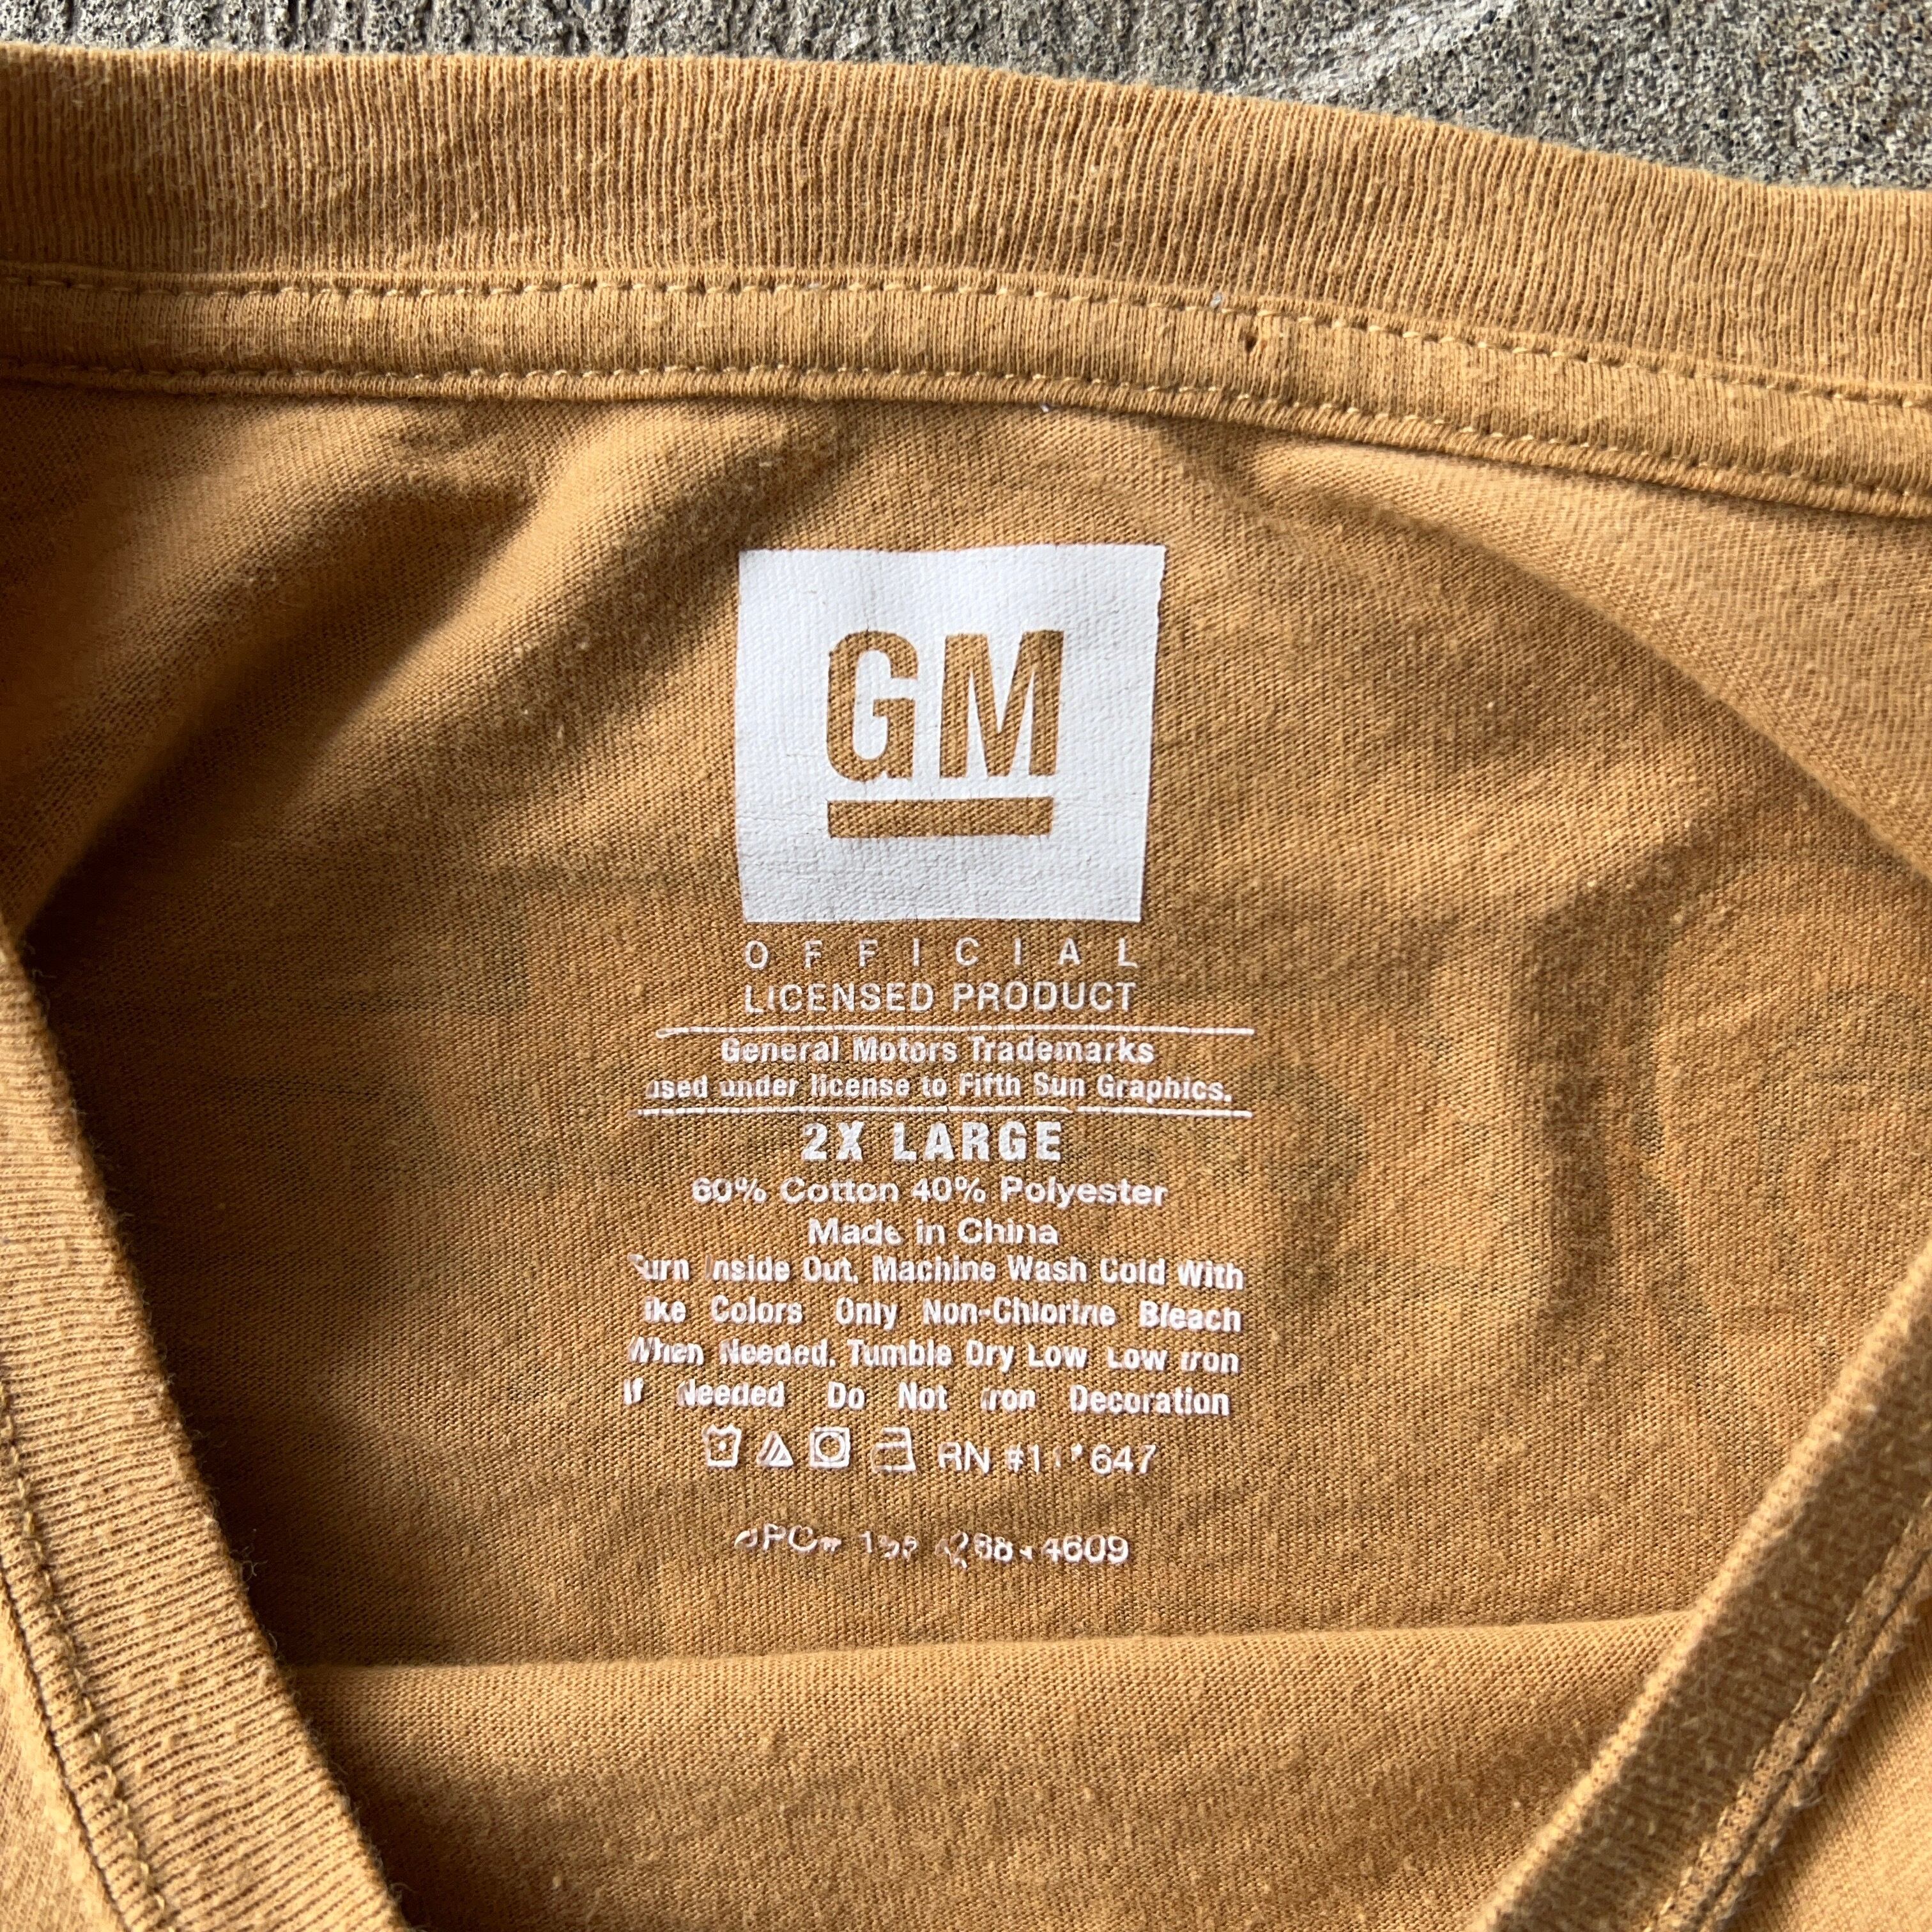 GM
OFFICIAL
LICENSED PRODUCT
General Motors Trademarks
used under license to Fifth Sun Graphics.
2X LARGE
60% Cotton 40% Polyester
Made in China
Turn Inside Out. Machine Wash Cold With
Like Colors Only Non-Chlorine Bleach
When Needed. Tumble Dry Low Low Iron
If Needed Do Not Iron Decoration
RN